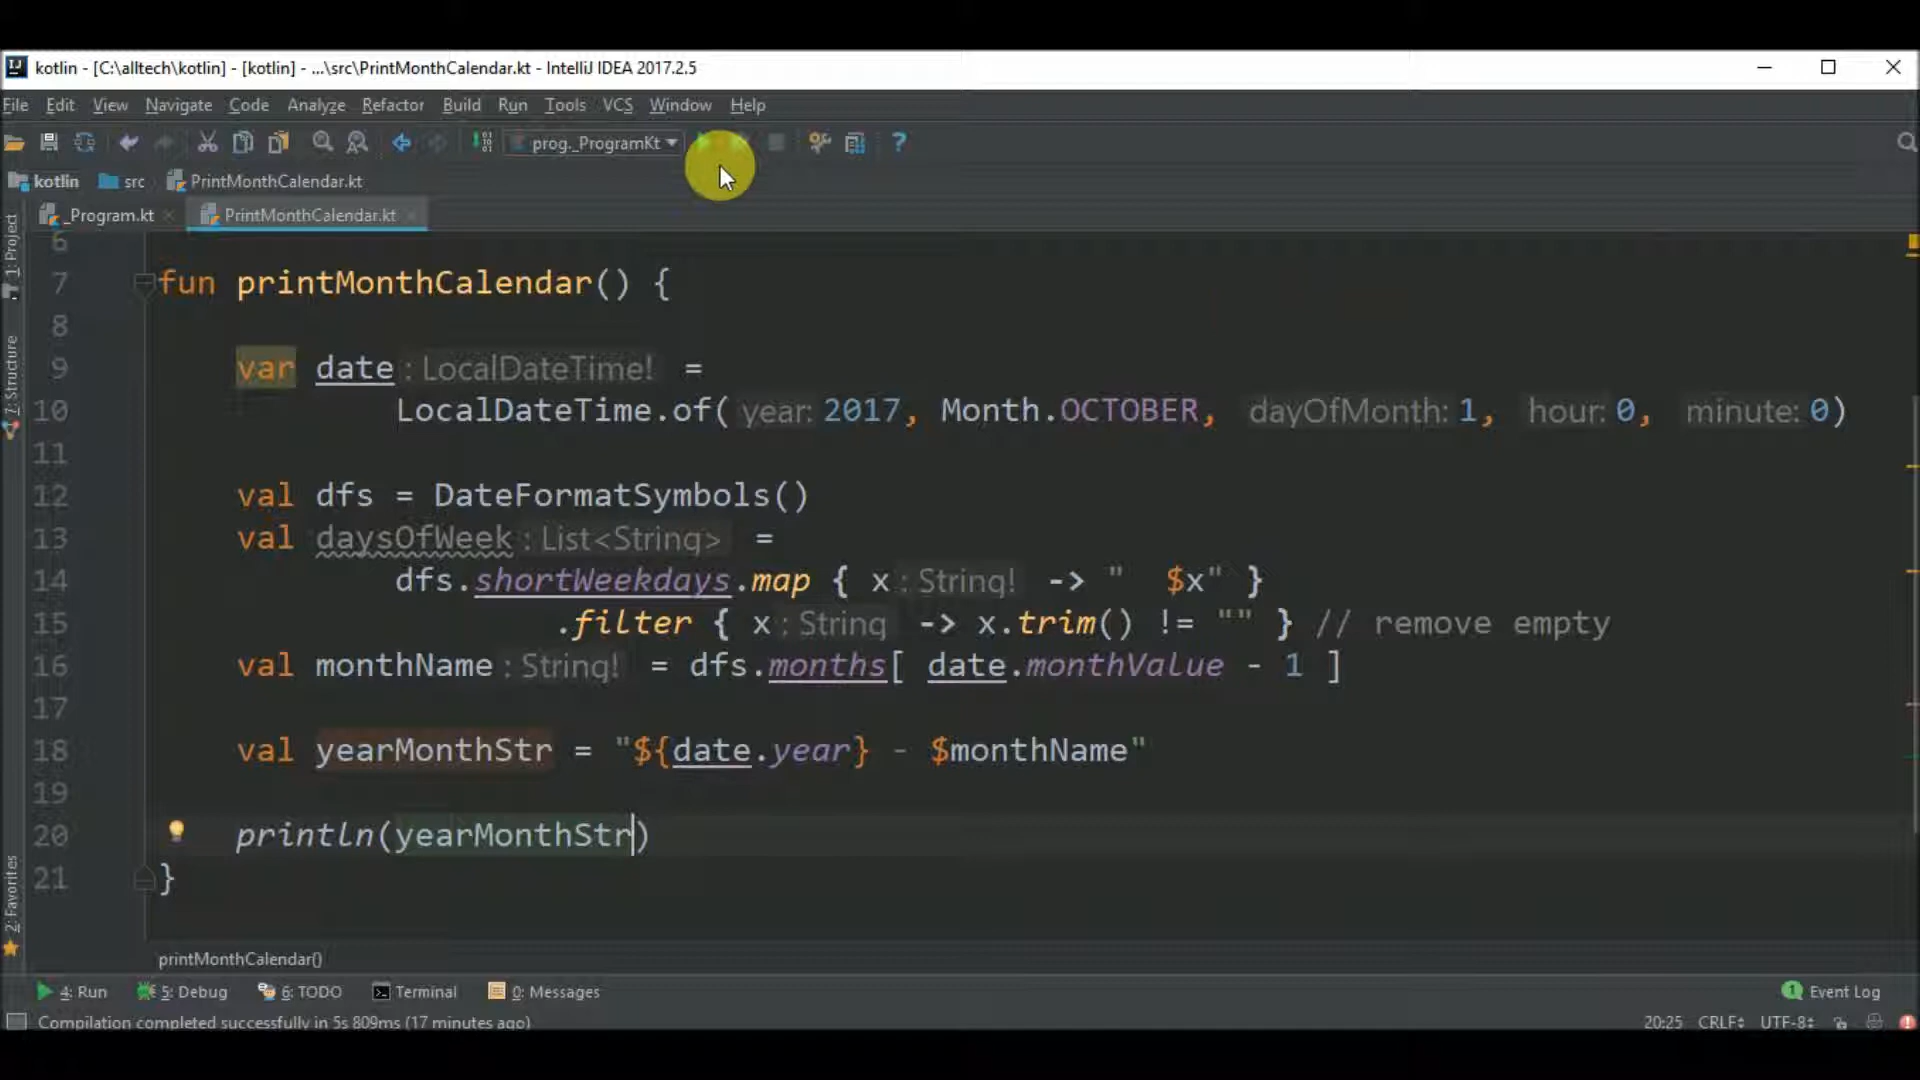 kotlin - [C:\alltech\kotlin] - [kotlin] - ...\src\PrintMonthCalendar.kt - IntelliJ IDEA 2017.2.5
File Edit View Navigate Code Analyze Refactor Build Run Tools VCS Window Help
prog._ProgramKt
kotlin src PrintMonthCalendar.kt
_Program.kt PrintMonthCalendar.kt
1: Project
7: Structure
2: Favorites
6
7 fun printMonthCalendar() {
8
9 var date : LocalDateTime! =
10 LocalDateTime.of( year: 2017, Month.OCTOBER, dayOfMonth: 1, hour: 0, minute: 0)
11
12 val dfs = DateFormatSymbols()
13 val daysOfWeek : List<String> =
14 dfs.shortWeekdays.map { x : String! -> "  $x" }
15 .filter { x : String -> x.trim() != "" } // remove empty
16 val monthName : String! = dfs.months[ date.monthValue - 1 ]
17
18 val yearMonthStr = "${date.year} - $monthName"
19
20 println(yearMonthStr)
21 }
printMonthCalendar()
4: Run 5: Debug 6: TODO Terminal 0: Messages 1 Event Log
Compilation completed successfully in 5s 809ms (17 minutes ago) 20:25 CRLF UTF-8